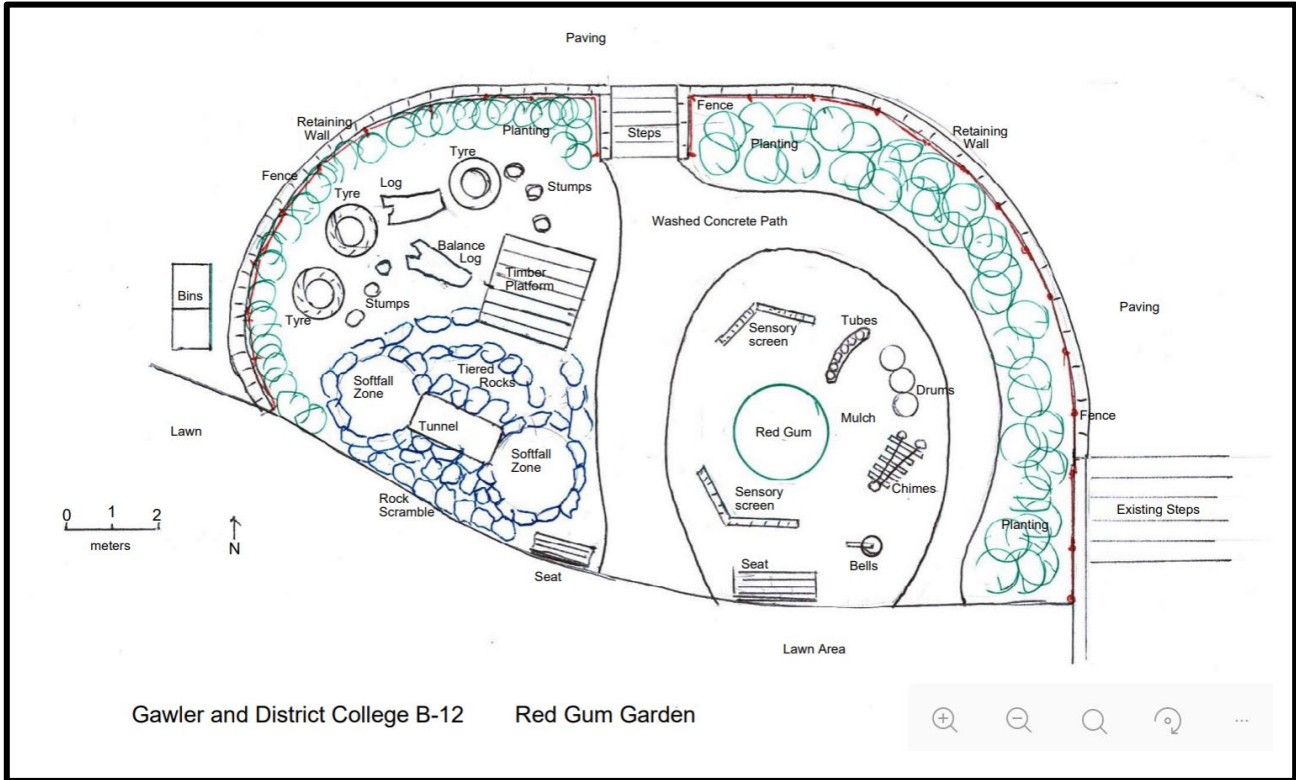 Paving
Retaining
Wall
Fence
Planting
Steps
Fence
Planting
Retaining
Wall
Tyre
Log
Tyre
Stumps
Washed Concrete Path
Balance
Log
Timber
Platform
Bins
Tyre
Stumps
Sensory
screen
Tubes
Paving
Tiered
Rocks
Softfall
Zone
Drums
Mulch
Fence
Lawn
Tunnel
Red Gum
Softfall
Zone
Rock
Scramble
Sensory
screen
Chimes
Planting
Existing Steps
0 1 2
meters
N
Seat
Seat
Bells
Lawn Area
Gawler and District College B-12 Red Gum Garden